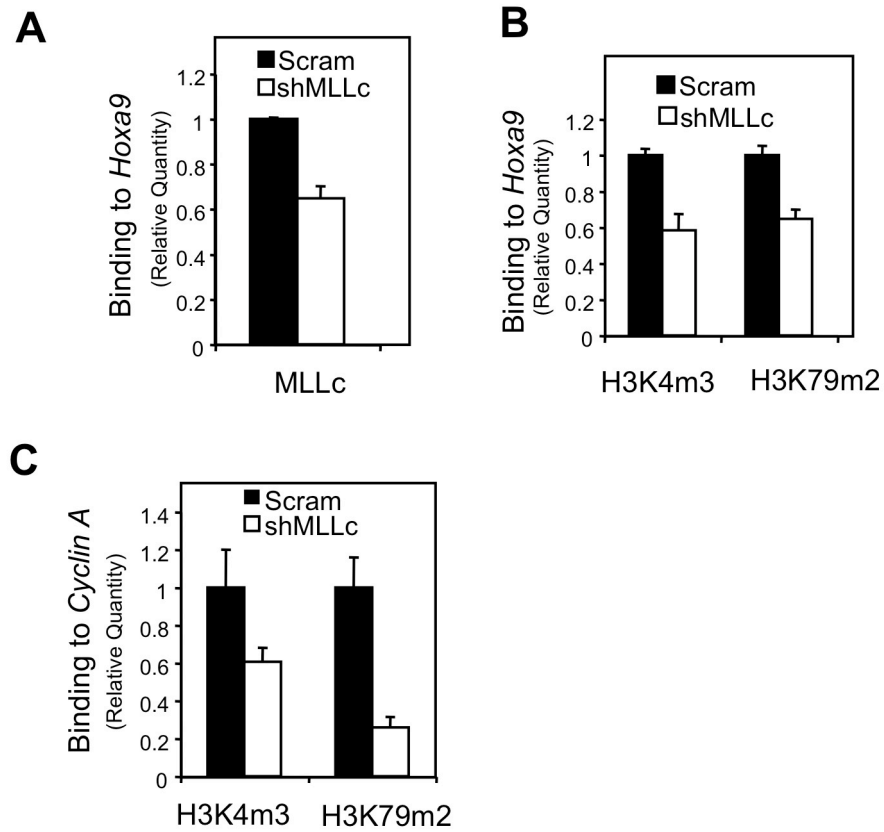 A
Binding to Hoxa9
(Relative Quantity)
Scram
shMLLc
1.2
1
0.8
0.6
0.4
0.2
0
MLLc
B
Binding to Hoxa9
(Relative Quantity)
Scram
shMLLc
1.2
1
0.8
0.6
0.4
0.2
0
H3K4m3 H3K79m2
C
Binding to Cyclin A
(Relative Quantity)
Scram
shMLLc
1.4
1.2
1
0.8
0.6
0.4
0.2
0
H3K4m3 H3K79m2